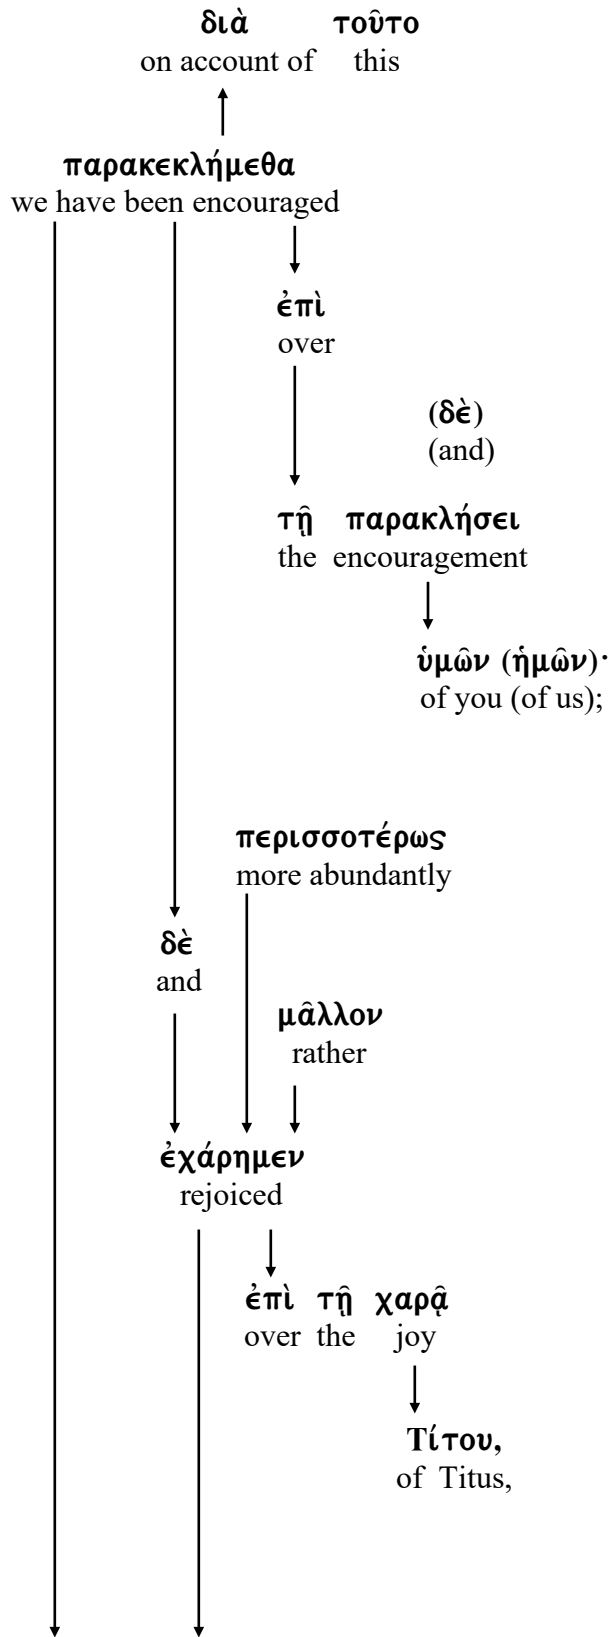 διὰ τοῦτο
on account of this
παρακεκλήμεθα
we have been encouraged
ἐπὶ
over
(δὲ)
(and)
τῇ παρακλήσει
the encouragement
ὑμῶν (ἡμῶν)·
of you (of us);
περισσοτέρως
more abundantly
δὲ
and
μᾶλλον
rather
ἐχάρημεν
rejoiced
ἐπὶ τῇ χαρᾷ
over the joy
Τίτου,
of Titus,